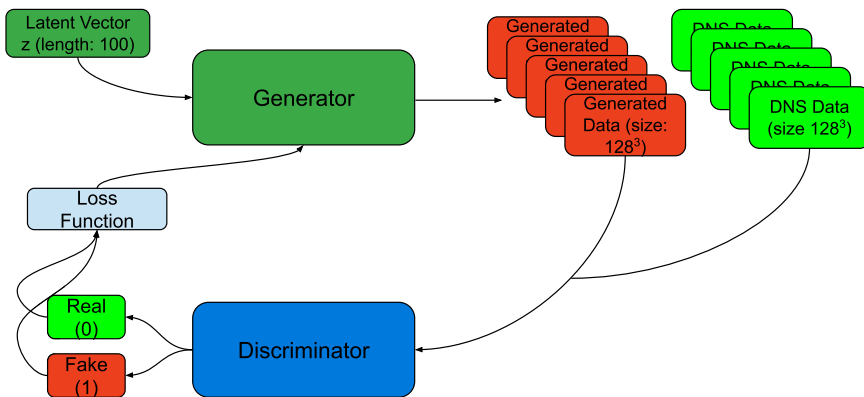 Latent Vector
z (length: 100)
Generator
Generated
Generated
Generated
Generated
Generated
Data (size:
128³)
DNS Data
DNS Data
DNS Data
DNS Data
DNS Data
(size 128³)
Loss
Function
Real
(0)
Fake
(1)
Discriminator